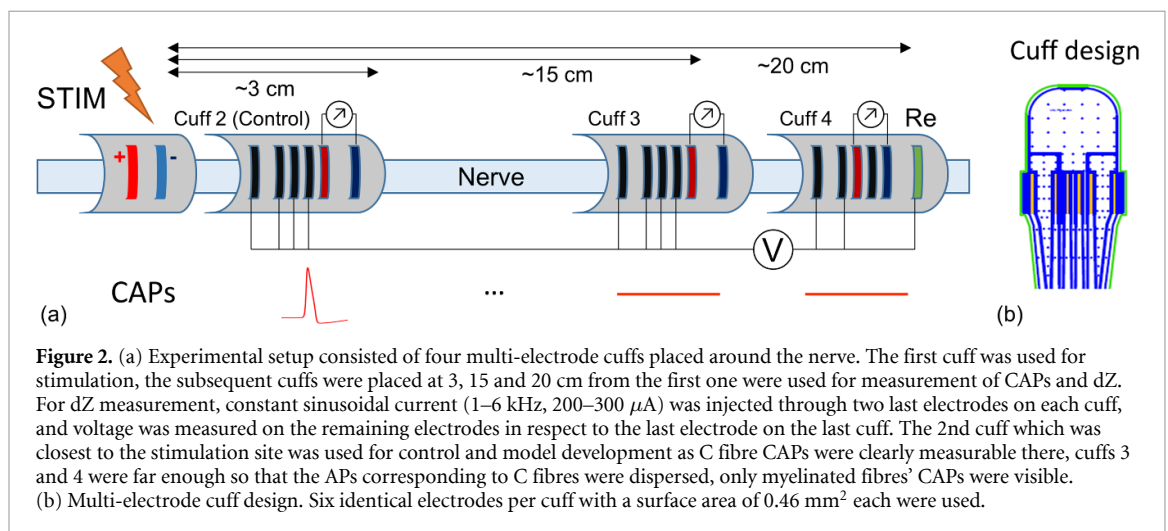 Cuff design
~20 cm
~15 cm
~3 cm
STIM
Cuff 2 (Control)
Cuff 3
Cuff 4
Re
+
-
Nerve
V
CAPs
...
(a)
(b)
Figure 2. (a) Experimental setup consisted of four multi-electrode cuffs placed around the nerve. The first cuff was used for
stimulation, the subsequent cuffs were placed at 3, 15 and 20 cm from the first one were used for measurement of CAPs and dZ.
For dZ measurement, constant sinusoidal current (1–6 kHz, 200–300 μA) was injected through two last electrodes on each cuff,
and voltage was measured on the remaining electrodes in respect to the last electrode on the last cuff. The 2nd cuff which was
closest to the stimulation site was used for control and model development as C fibre CAPs were clearly measurable there, cuffs 3
and 4 were far enough so that the APs corresponding to C fibres were dispersed, only myelinated fibres’ CAPs were visible.
(b) Multi-electrode cuff design. Six identical electrodes per cuff with a surface area of 0.46 mm² each were used.